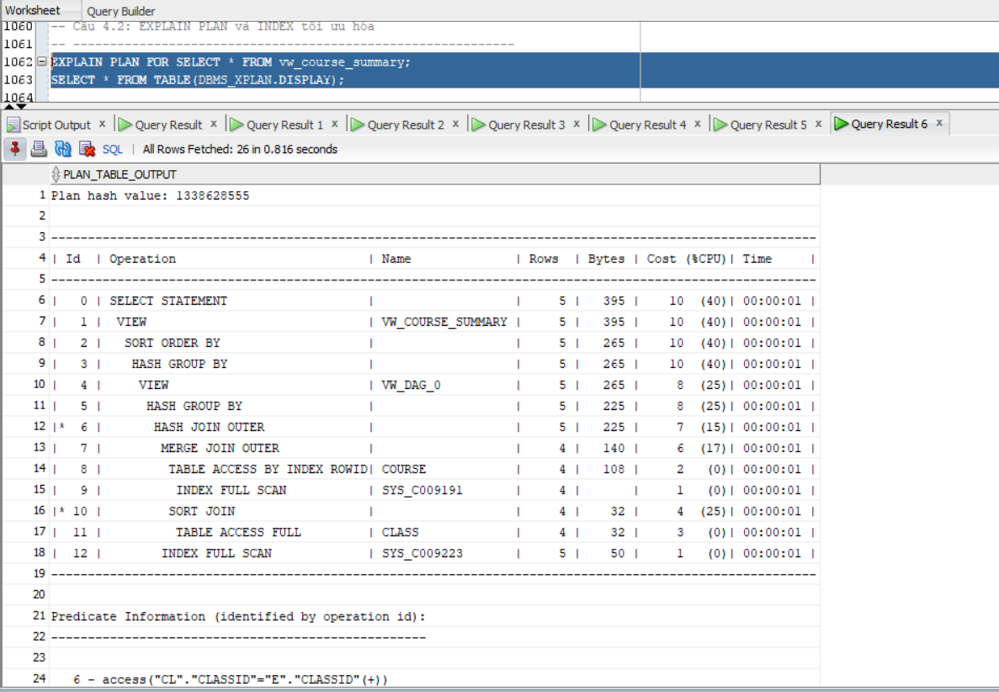 Worksheet Query Builder
1060 -- Câu 4.2: EXPLAIN PLAN và INDEX tối ưu hóa
1061 -- ---------------------------------------------------------------
1062 EXPLAIN PLAN FOR SELECT * FROM vw_course_summary;
1063 SELECT * FROM TABLE(DBMS_XPLAN.DISPLAY);
1064
Script Output x Query Result x Query Result 1 x Query Result 2 x Query Result 3 x Query Result 4 x Query Result 5 x Query Result 6 x
SQL | All Rows Fetched: 26 in 0.816 seconds
PLAN_TABLE_OUTPUT
1 Plan hash value: 1338628555
2
3 ---------------------------------------------------------------------------------------------------
4 | Id | Operation | Name | Rows | Bytes | Cost (%CPU)| Time |
5 ---------------------------------------------------------------------------------------------------
6 | 0 | SELECT STATEMENT | | 5 | 395 | 10 (40)| 00:00:01 |
7 | 1 | VIEW | VW_COURSE_SUMMARY | 5 | 395 | 10 (40)| 00:00:01 |
8 | 2 | SORT ORDER BY | | 5 | 265 | 10 (40)| 00:00:01 |
9 | 3 | HASH GROUP BY | | 5 | 265 | 10 (40)| 00:00:01 |
10 | 4 | VIEW | VW_DAG_0 | 5 | 265 | 8 (25)| 00:00:01 |
11 | 5 | HASH GROUP BY | | 5 | 225 | 8 (25)| 00:00:01 |
12 |* 6 | HASH JOIN OUTER | | 5 | 225 | 7 (15)| 00:00:01 |
13 | 7 | MERGE JOIN OUTER | | 4 | 140 | 6 (17)| 00:00:01 |
14 | 8 | TABLE ACCESS BY INDEX ROWID| COURSE | 4 | 108 | 2 (0)| 00:00:01 |
15 | 9 | INDEX FULL SCAN | SYS_C009191 | 4 | | 1 (0)| 00:00:01 |
16 |* 10 | SORT JOIN | | 4 | 32 | 4 (25)| 00:00:01 |
17 | 11 | TABLE ACCESS FULL | CLASS | 4 | 32 | 3 (0)| 00:00:01 |
18 | 12 | INDEX FULL SCAN | SYS_C009223 | 5 | 50 | 1 (0)| 00:00:01 |
19 ---------------------------------------------------------------------------------------------------
20
21 Predicate Information (identified by operation id):
22 ---------------------------------------------------
23
24 6 - access("CL"."CLASSID"="E"."CLASSID"(+))